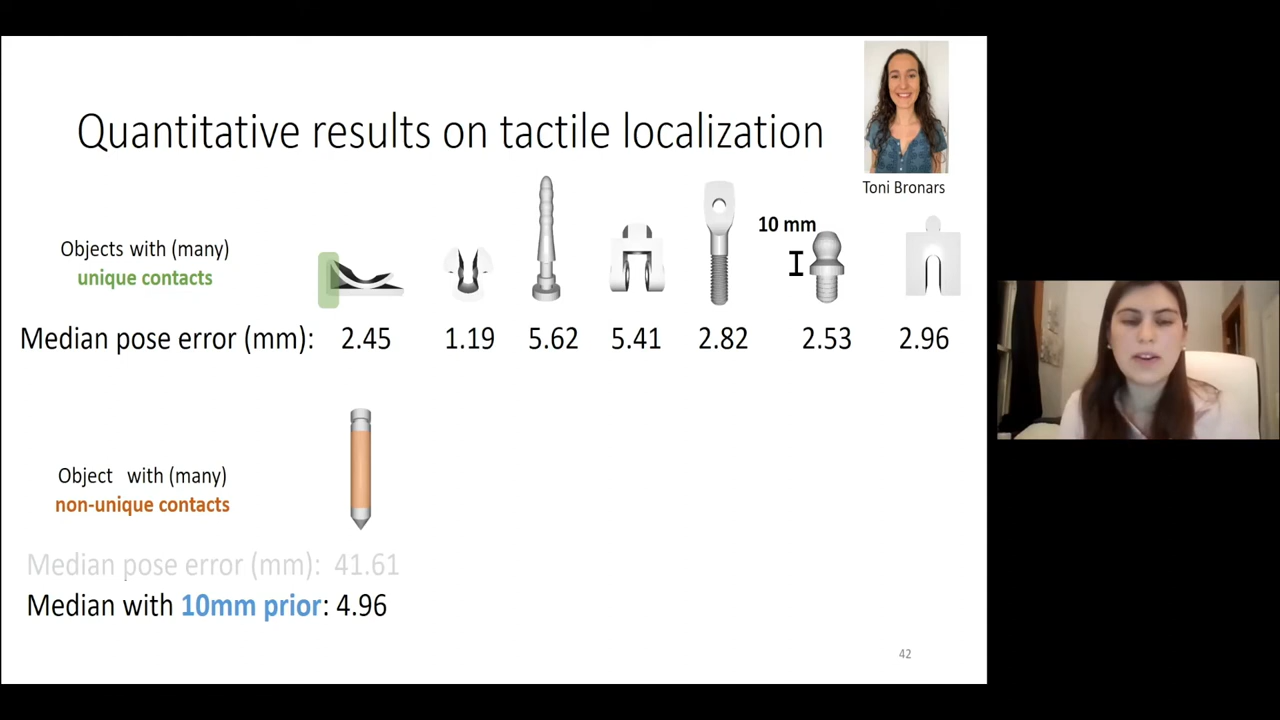 Quantitative results on tactile localization
Toni Bronars
10 mm
Objects with (many)
unique contacts
Median pose error (mm): 2.45 1.19 5.62 5.41 2.82 2.53 2.96
Object with (many)
non-unique contacts
Median pose error (mm): 41.61
Median with 10mm prior: 4.96
42